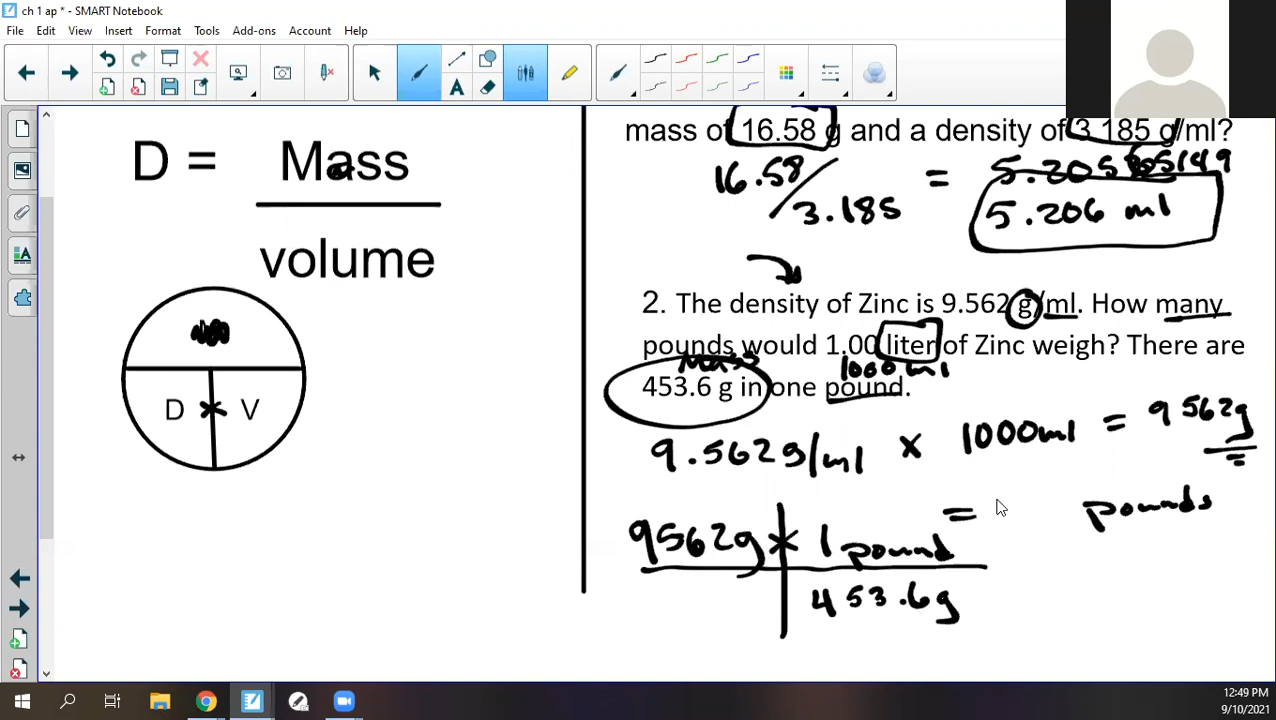 ch 1 ap * - SMART Notebook
File Edit View Insert Format Tools Add-ons Account Help
D = Mass
volume
D * V
mass of 16.58 g and a density of 3.185 g/ml?
16.58/3.185 = 5.205
5.206 ml
2. The density of Zinc is 9.562 g/ml. How many
pounds would 1.00 liter of Zinc weigh? There are
Mass 1000 ml
453.6 g in one pound.
9.562g/ml x 1000ml = 9562g
9562g * 1 pound = pounds
453.6g
12:49 PM
9/10/2021